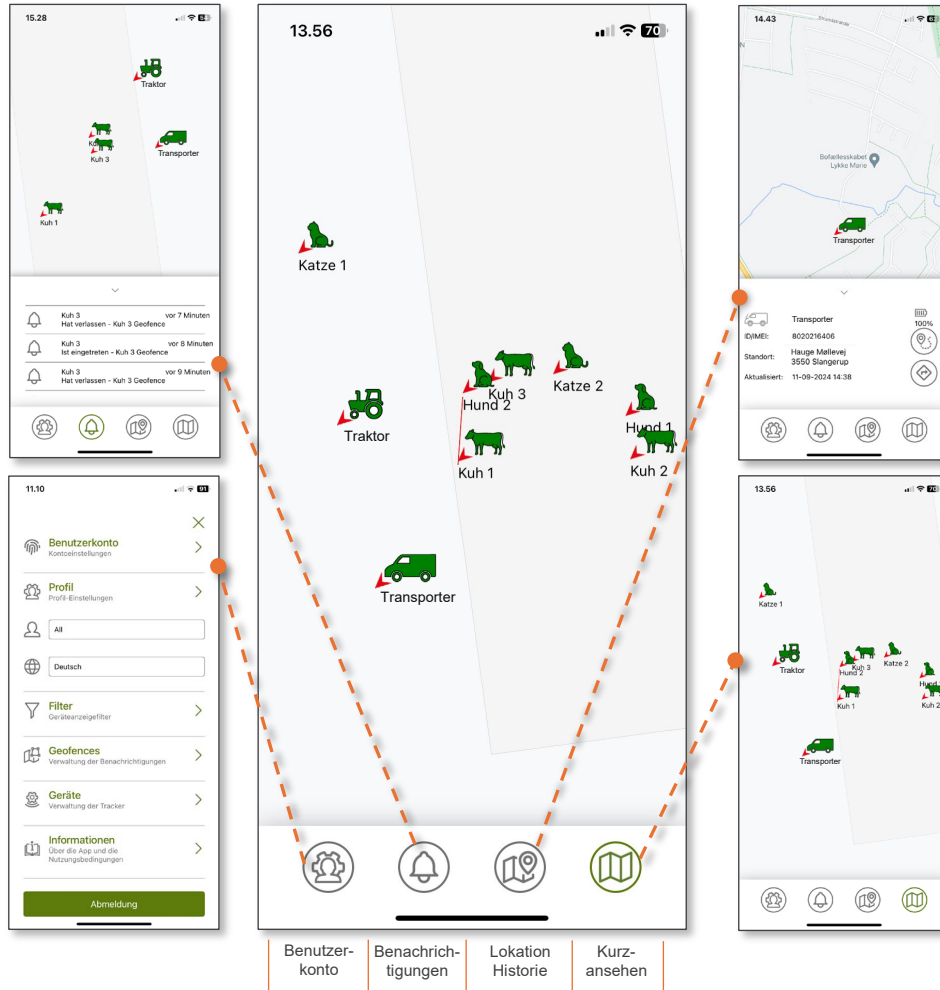 15.28
Traktor
Kuh 3
Transporter
Kuh 1
Kuh 3
vor 7 Minuten
Hat verlassen - Kuh 3 Geofence
Kuh 3
vor 8 Minuten
Ist eingetreten - Kuh 3 Geofence
Kuh 3
vor 9 Minuten
Hat verlassen - Kuh 3 Geofence
11.10
91
Benutzerkonto
Kontoeinstellungen
Profil
Profil-Einstellungen
All
Deutsch
Filter
Geräteanzeigefilter
Geofences
Verwaltung der Benachrichtigungen
Geräte
Verwaltung der Tracker
Informationen
Über die App und die
Nutzungsbedingungen
Abmeldung
13.56
70
Katze 1
Kuh 3
Katze 2
Hund 2
Traktor
Hund 1
Kuh 1
Kuh 2
Transporter
Benutzer-
konto
Benachrich-
tigungen
Lokation
Historie
Kurz-
ansehen
14.43
Bofællesskabet
Lykke Marie
Transporter
Transporter
100%
ID/IMEI:
8020216406
Standort:
Hauge Møllevej
3550 Slangerup
Aktualisiert:
11-09-2024 14:38
13.56
70
Katze 1
Traktor
Kuh 3
Katze 2
Hund 2
Hund
Kuh 1
Kuh 2
Transporter